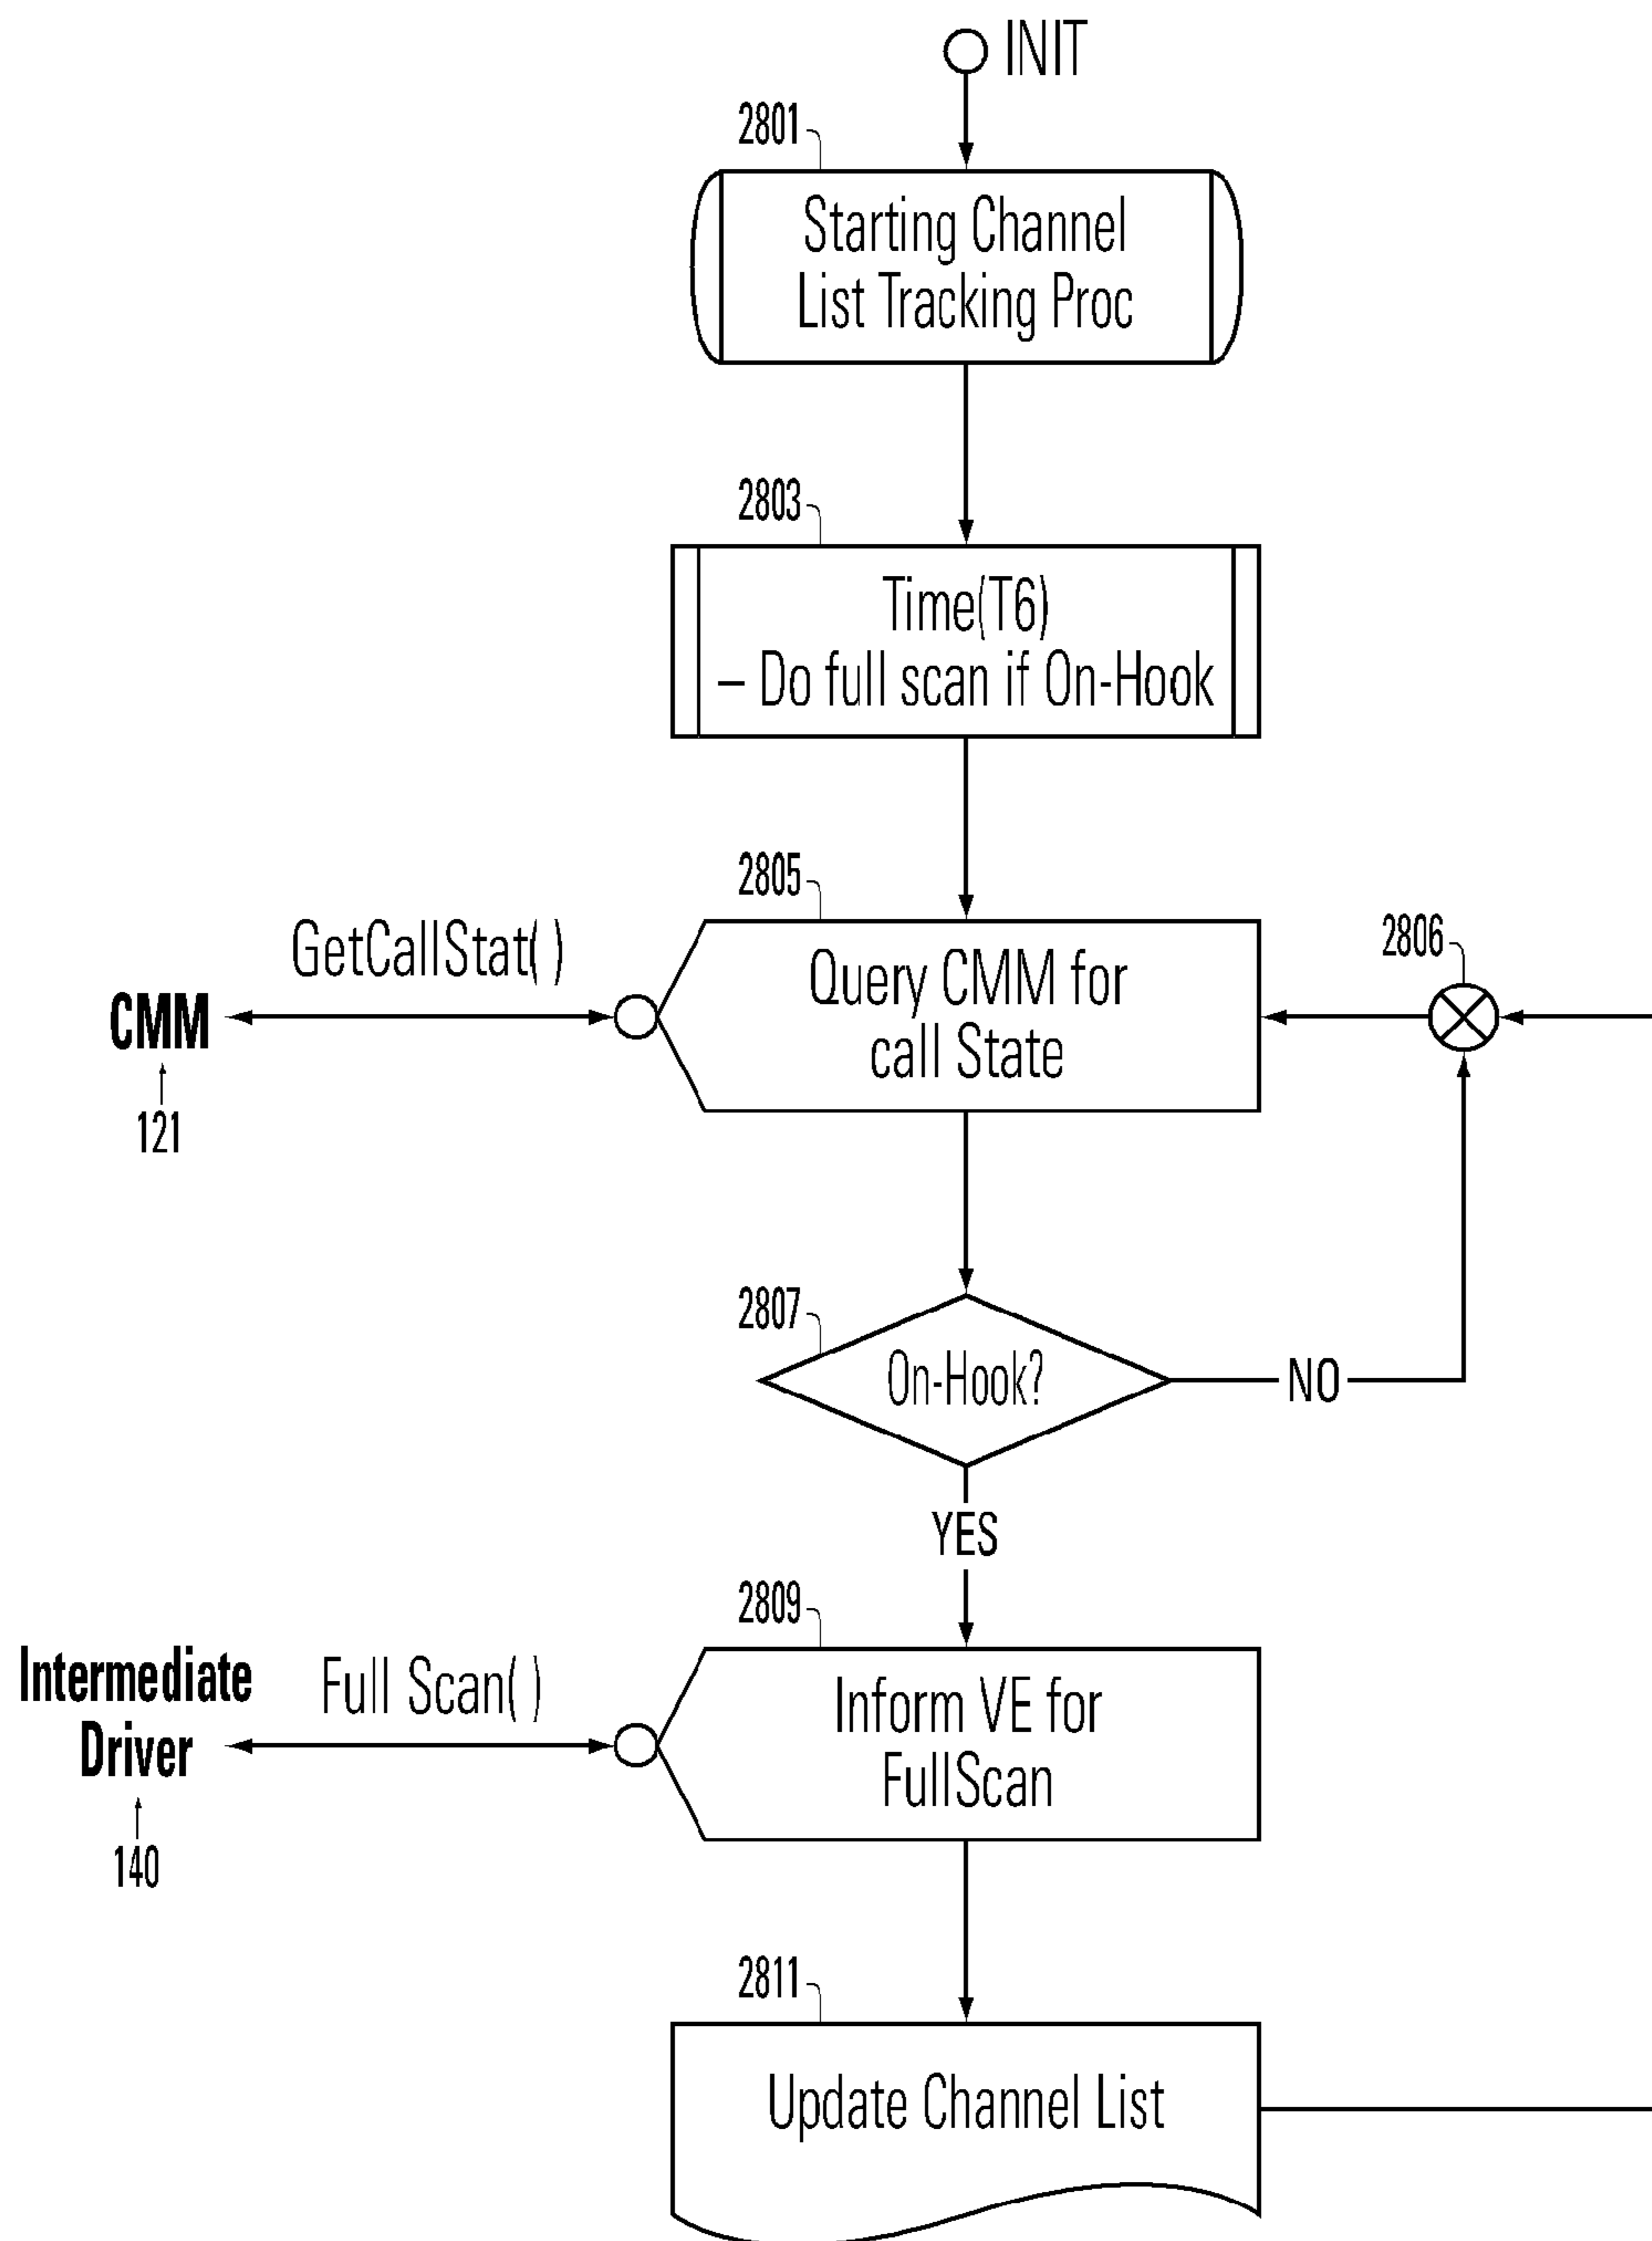 INIT
2801
Starting Channel
List Tracking Proc
2803
Time(T6)
– Do full scan if On-Hook
2805
GetCallStat( )
Query CMM for
call State
2806
CMM
121
2807
On-Hook?
NO
YES
2809
Intermediate
Driver
Full Scan( )
Inform VE for
FullScan
140
2811
Update Channel List